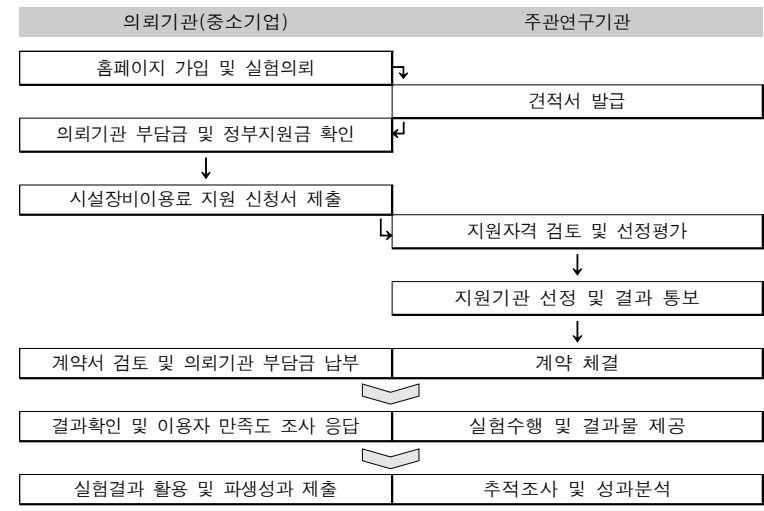 의뢰기관(중소기업) 주관연구기관
홈페이지 가입 및 실험의뢰
견적서 발급
의뢰기관 부담금 및 정부지원금 확인
시설장비이용료 지원 신청서 제출
지원자격 검토 및 선정평가
지원기관 선정 및 결과 통보
계약서 검토 및 의뢰기관 부담금 납부 계약 체결
결과확인 및 이용자 만족도 조사 응답 실험수행 및 결과물 제공
실험결과 활용 및 파생성과 제출 추적조사 및 성과분석